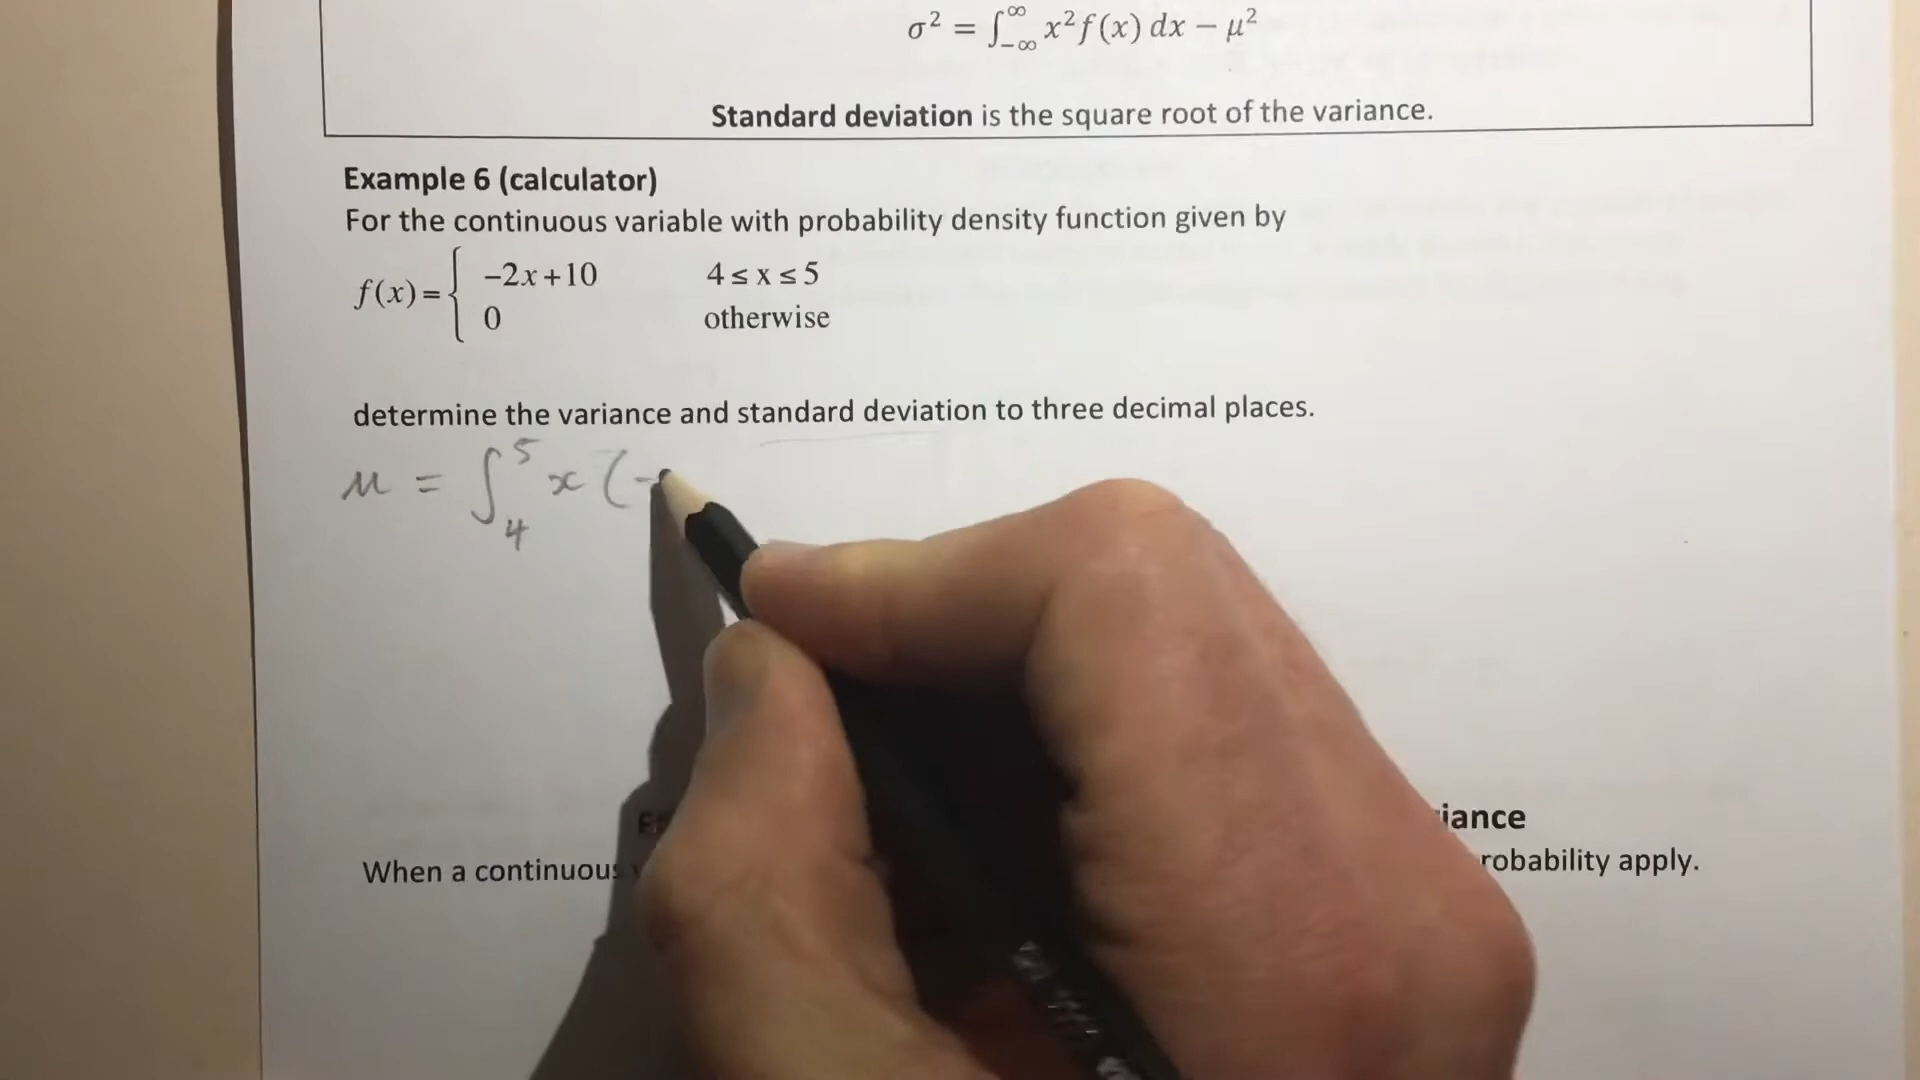 σ² = ∫_{-∞}^{∞} x² f(x) dx − μ²
Standard deviation is the square root of the variance.
Example 6 (calculator)
For the continuous variable with probability density function given by
f(x) = { −2x+10 4 ≤ x ≤ 5
0 otherwise
determine the variance and standard deviation to three decimal places.
μ = ∫_4^5 x (-
iance
When a continuous robability apply.